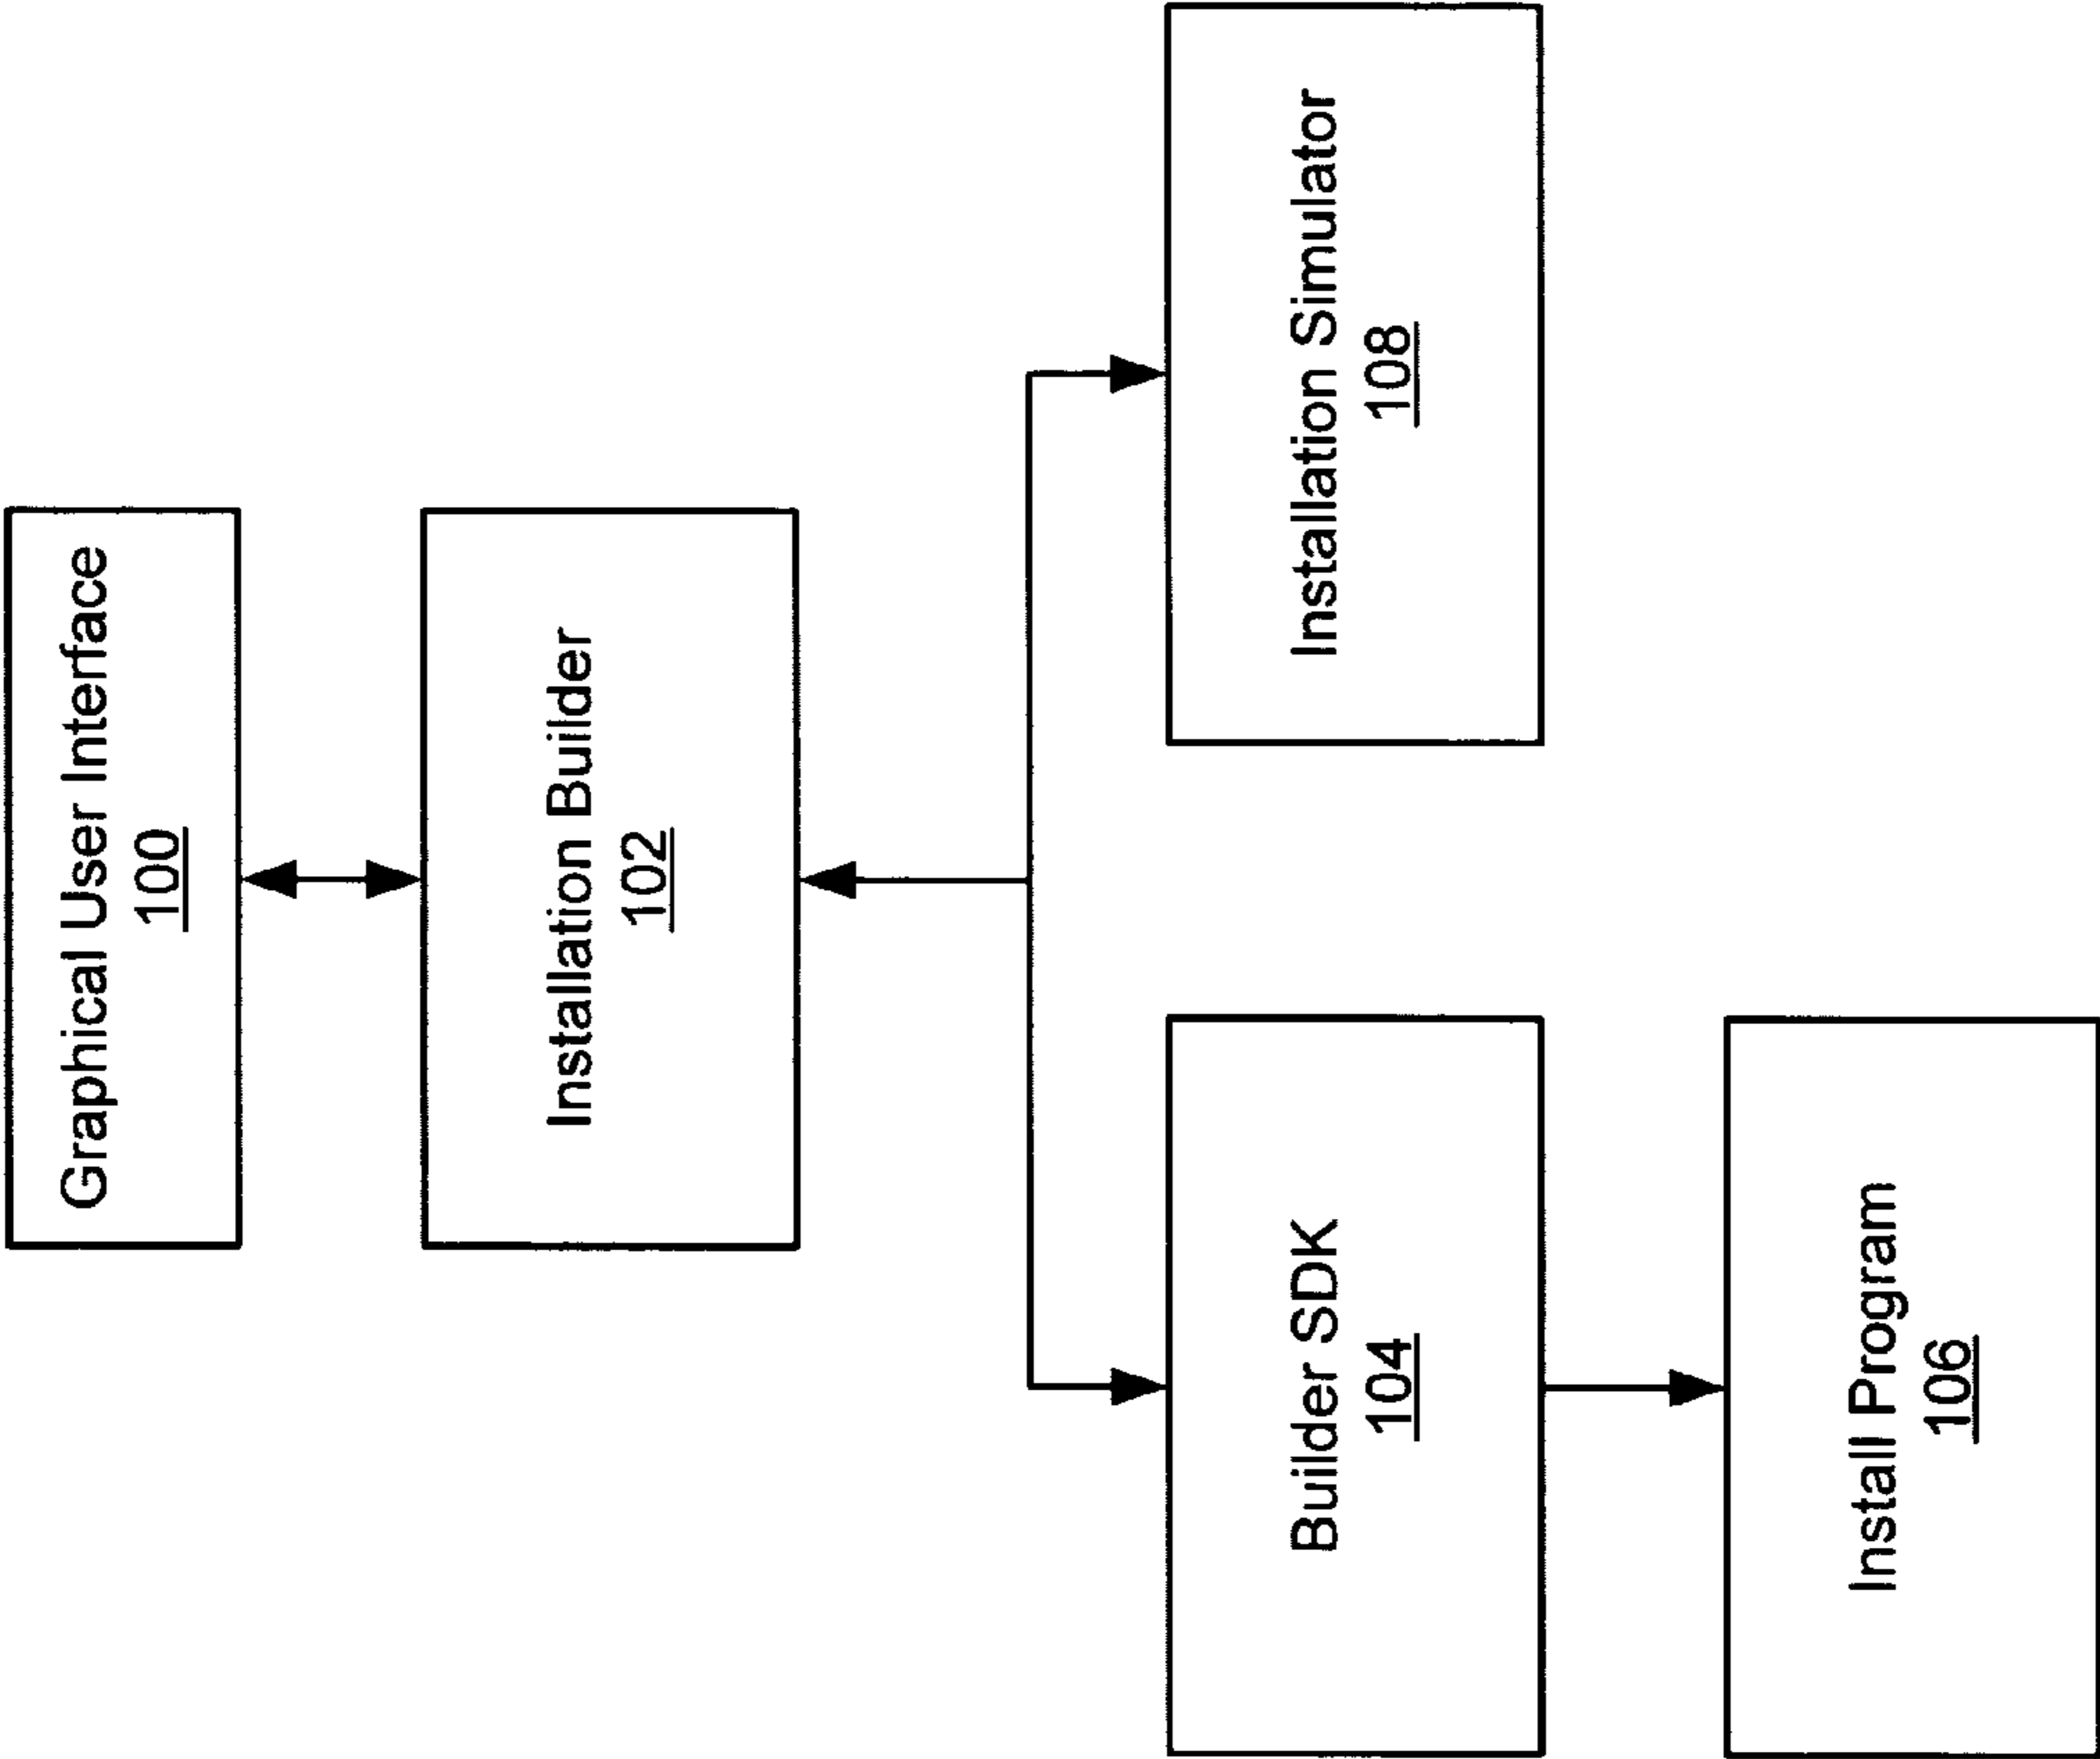 Graphical User Interface
100
Installation Builder
102
Builder SDK
104
Installation Simulator
108
Install Program
106